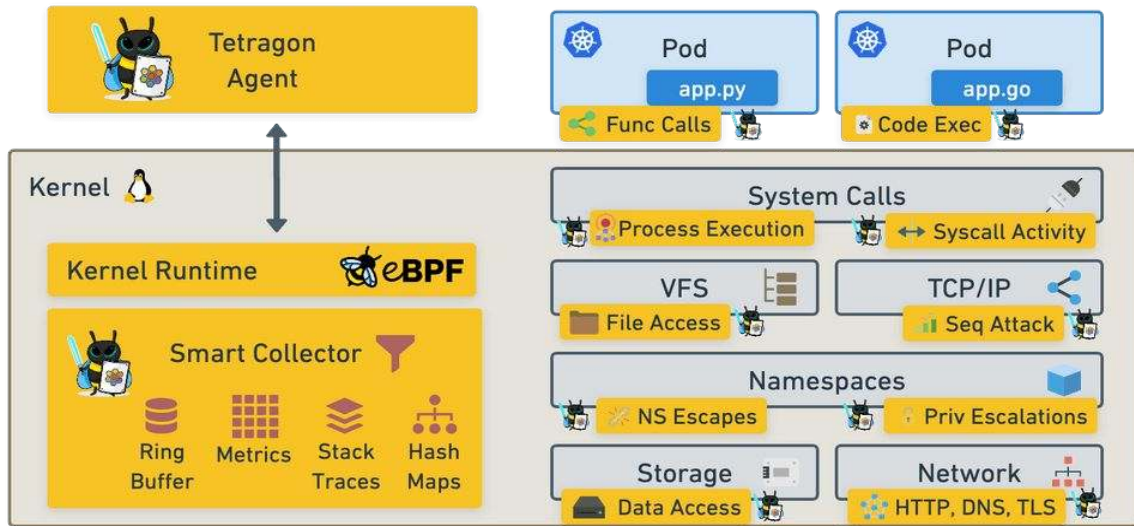 Tetragon
Agent
Pod
app.py
Func Calls
Pod
app.go
Code Exec
Kernel
Kernel Runtime
eBPF
Smart Collector
Ring
Buffer
Metrics
Stack
Traces
Hash
Maps
System Calls
Process Execution
Syscall Activity
VFS
File Access
TCP/IP
Seq Attack
Namespaces
NS Escapes
Priv Escalations
Storage
Data Access
Network
HTTP, DNS, TLS